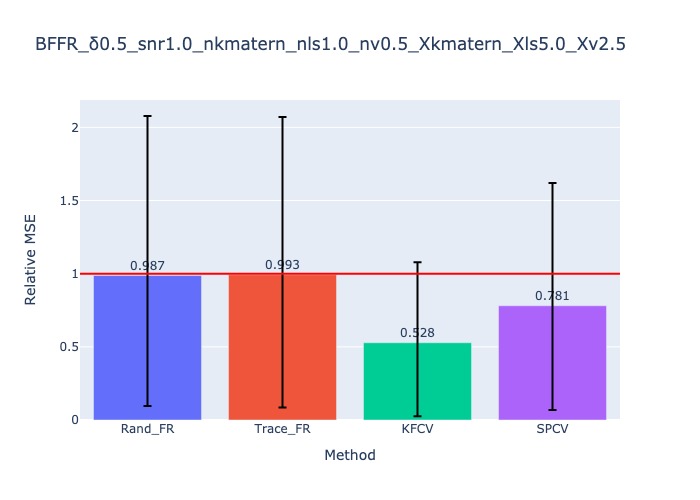 BFFR_δ0.5_snr1.0_nkmatern_nls1.0_nv0.5_Xkmatern_Xls5.0_Xv2.5
Relative MSE
2
1.5
1
0.5
0
0.987
0.993
0.528
0.781
Rand_FR Trace_FR KFCV SPCV
Method